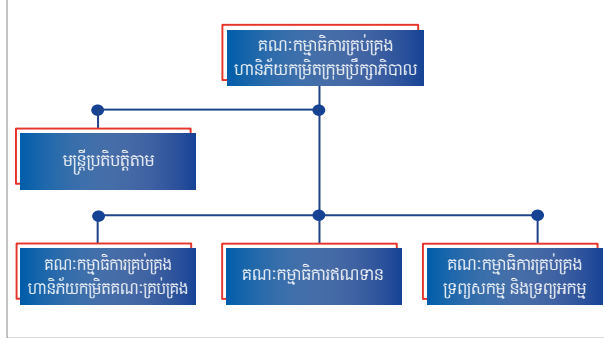 គណៈកម្មាធិការគ្រប់គ្រង
ហានិភ័យកម្រិតក្រុមប្រឹក្សាភិបាល
មន្ត្រីប្រតិបត្តិតាម
គណៈកម្មាធិការគ្រប់គ្រង
ហានិភ័យកម្រិតគណៈគ្រប់គ្រង
គណៈកម្មាធិការឥណទាន
គណៈកម្មាធិការគ្រប់គ្រង
ទ្រព្យសកម្ម និងទ្រព្យអកម្ម